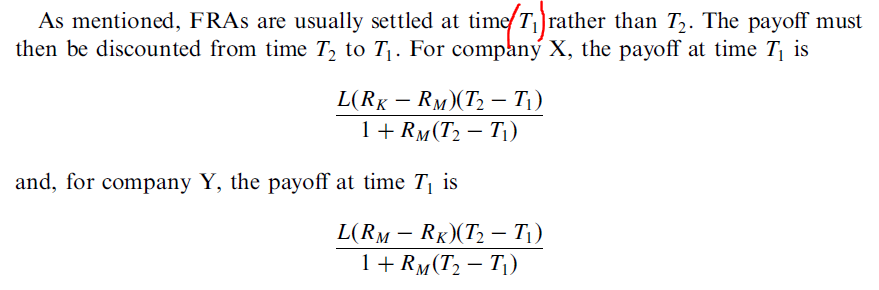 As mentioned, FRAs are usually settled at time T₁ rather than T₂. The payoff must
then be discounted from time T₂ to T₁. For company X, the payoff at time T₁ is
L(R_K − R_M)(T₂ − T₁)
1 + R_M(T₂ − T₁)
and, for company Y, the payoff at time T₁ is
L(R_M − R_K)(T₂ − T₁)
1 + R_M(T₂ − T₁)